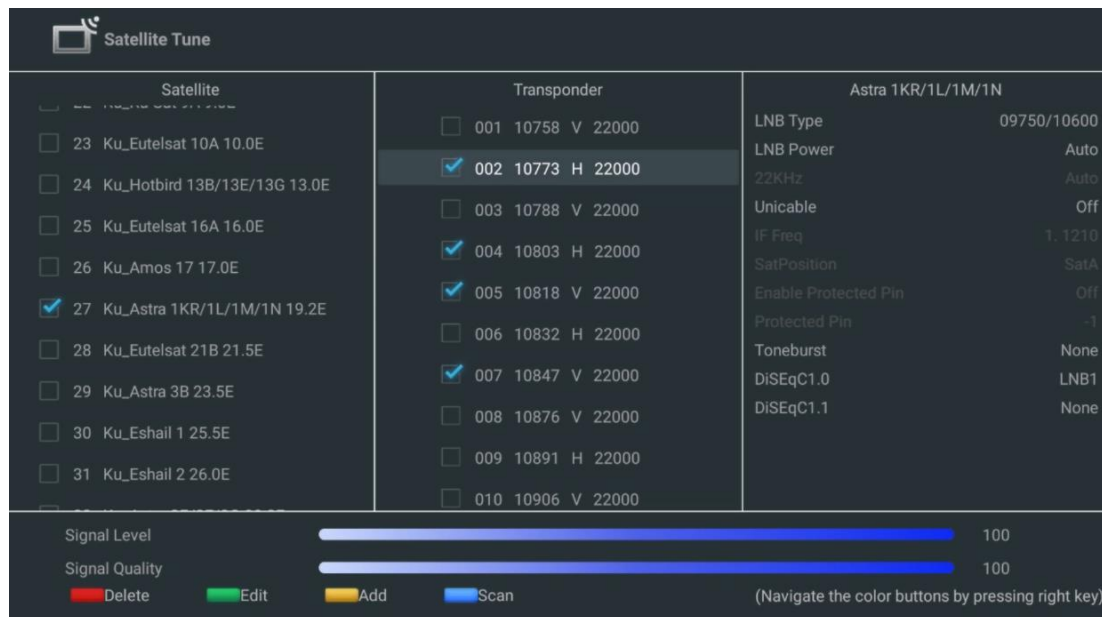 Satellite Tune
Satellite
23 Ku_Eutelsat 10A 10.0E
24 Ku_Hotbird 13B/13E/13G 13.0E
25 Ku_Eutelsat 16A 16.0E
26 Ku_Amos 17 17.0E
27 Ku_Astra 1KR/1L/1M/1N 19.2E
28 Ku_Eutelsat 21B 21.5E
29 Ku_Astra 3B 23.5E
30 Ku_Eshail 1 25.5E
31 Ku_Eshail 2 26.0E
Transponder
001 10758 V 22000
002 10773 H 22000
003 10788 V 22000
004 10803 H 22000
005 10818 V 22000
006 10832 H 22000
007 10847 V 22000
008 10876 V 22000
009 10891 H 22000
010 10906 V 22000
Astra 1KR/1L/1M/1N
LNB Type 09750/10600
LNB Power Auto
22KHz Auto
Unicable Off
IF Freq 1. 1210
SatPosition SatA
Enable Protected Pin Off
Protected Pin -1
Toneburst None
DiSEqC1.0 LNB1
DiSEqC1.1 None
Signal Level 100
Signal Quality 100
Delete Edit Add Scan (Navigate the color buttons by pressing right key)